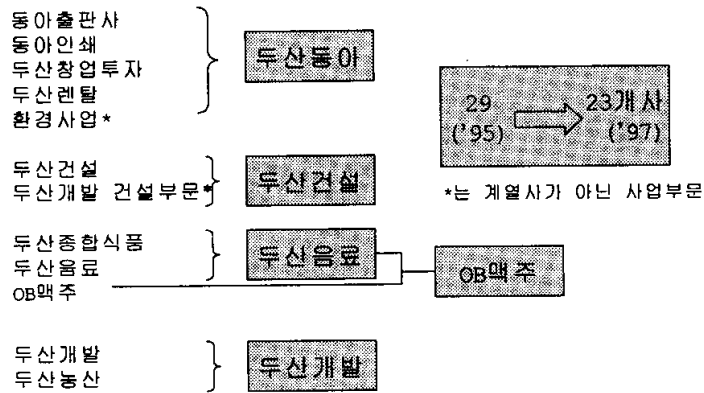 동아출판사
동아인쇄
두산창업투자
두산렌탈
환경사업*
두산동아
29 23개사
('95) ('97)
*는 계열사가 아닌 사업부문
두산건설
두산개발 건설부문*
두산건설
두산종합식품
두산음료
OB맥주
두산음료
OB맥주
두산개발
두산농산
두산개발